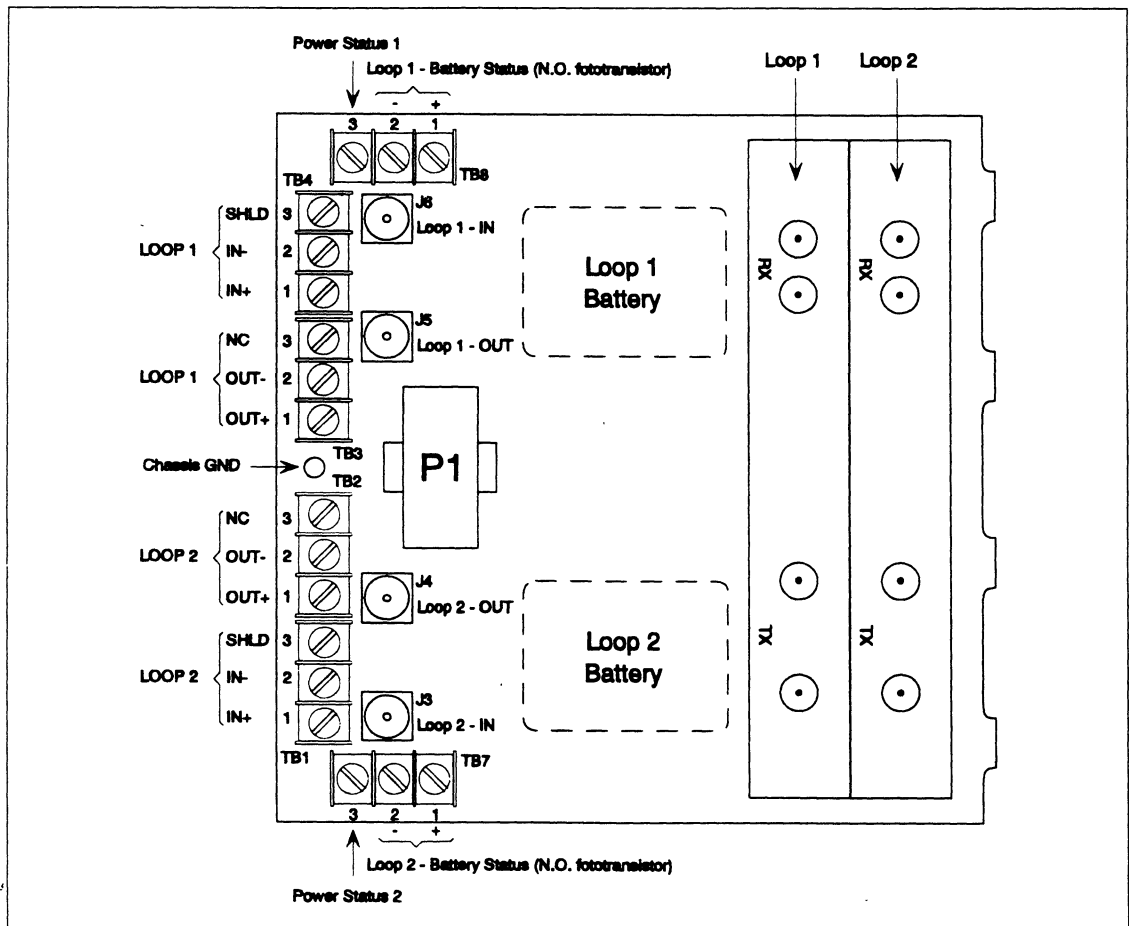 Power Status 1
Loop 1 - Battery Status (N.O. fototransistor)
- +
3 2 1
TB8
Loop 1 Loop 2
TB4
LOOP 1
SHLD 3
IN- 2
IN+ 1
J6
Loop 1 - IN
LOOP 1
NC 3
OUT- 2
OUT+ 1
J5
Loop 1 - OUT
Loop 1
Battery
RX RX
Chassis GND
TB3
TB2
P1
LOOP 2
NC 3
OUT- 2
OUT+ 1
J4
Loop 2 - OUT
LOOP 2
SHLD 3
IN- 2
IN+ 1
J3
Loop 2 - IN
Loop 2
Battery
TX TX
TB1
TB7
3 2 1
- +
Loop 2 - Battery Status (N.O. fototransistor)
Power Status 2